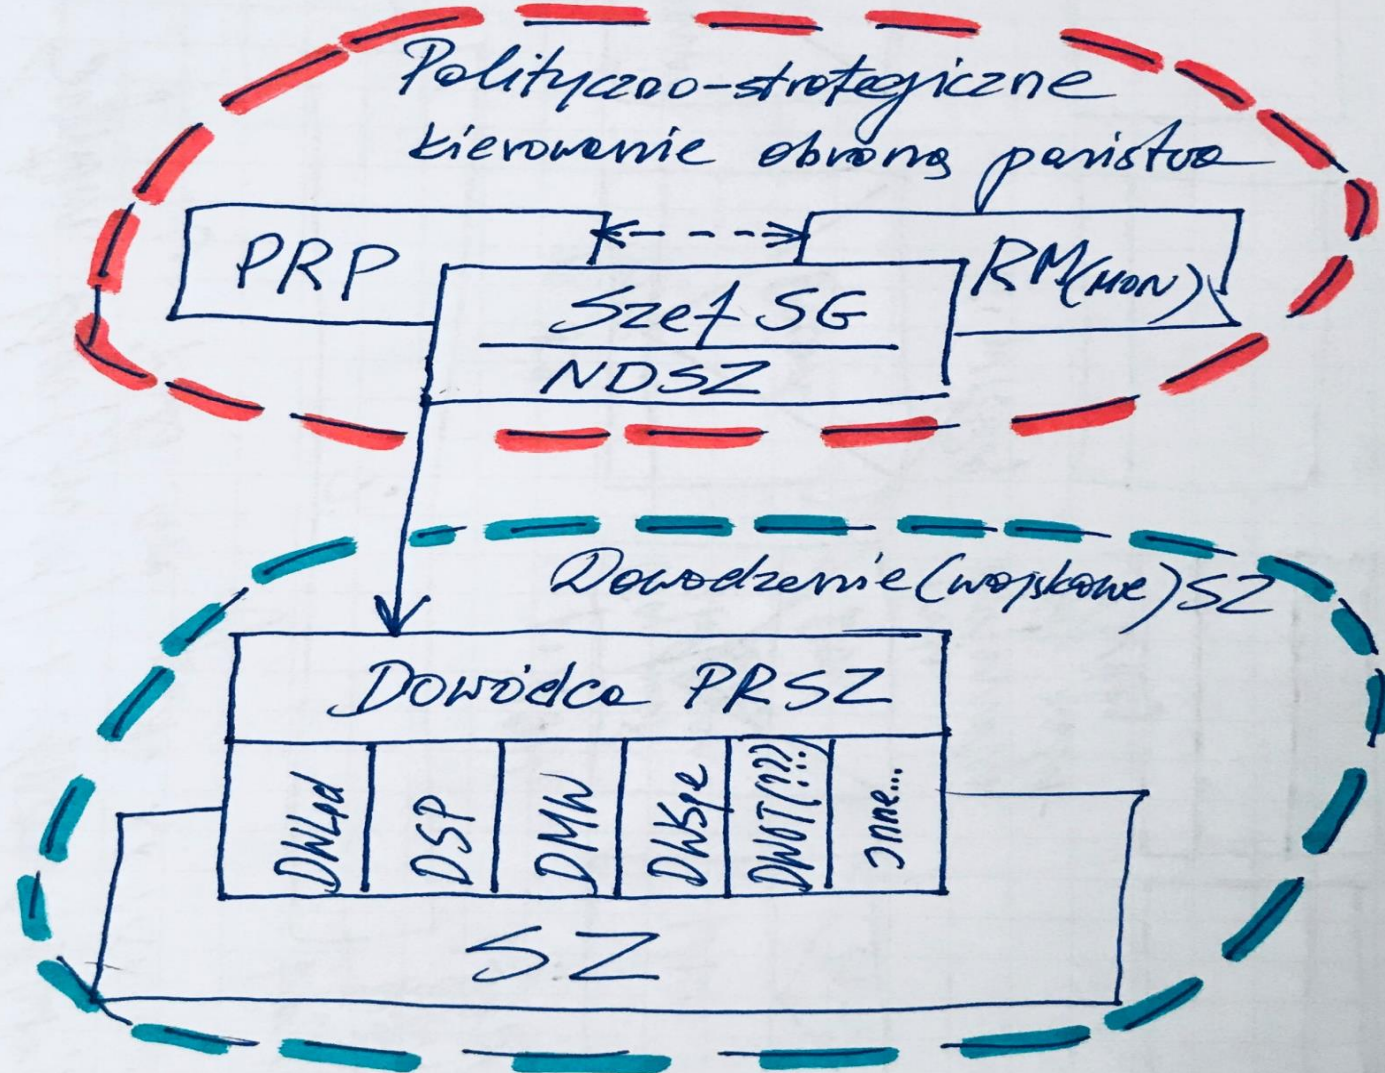 Polityczno-strategiczne
kierowanie obroną państwa
PRP
RM (MON)
Szef SG
NDSZ
Dowodzenie (wojskowe) SZ
Dowódca PRSZ
DWLąd
DSP
DMW
DWSpe
DWOT(???)
Inne...
SZ